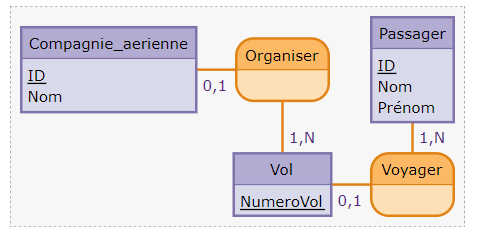 Compagnie_aerienne
ID
Nom
0,1
Organiser
1,N
Passager
ID
Nom
Prénom
1,N
Vol
NumeroVol
0,1
Voyager